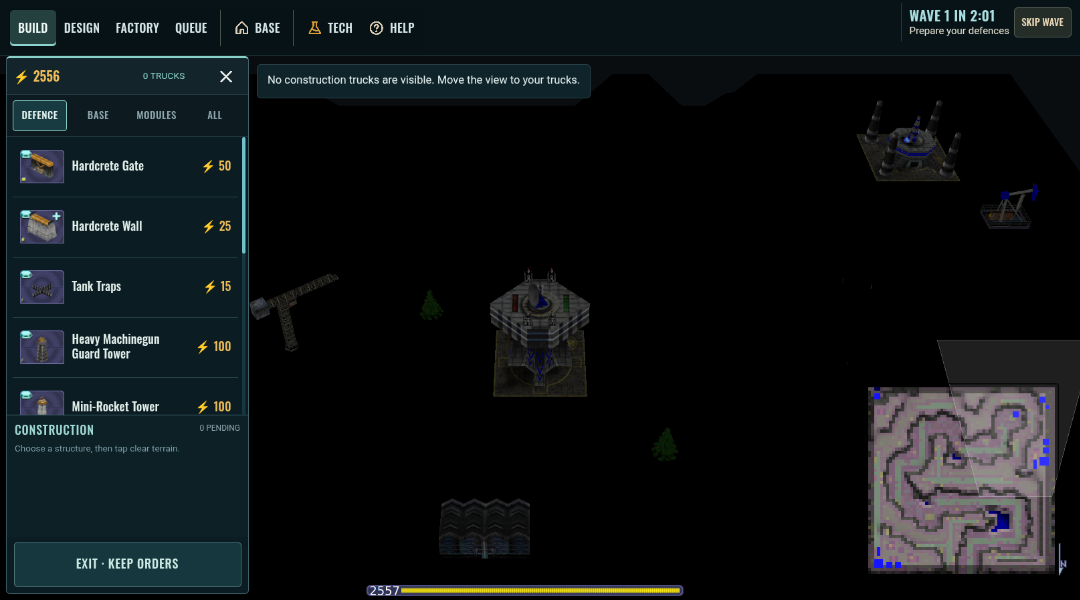 BUILD
DESIGN
FACTORY
QUEUE
BASE
TECH
HELP
WAVE 1 IN 2:01
Prepare your defences
SKIP WAVE
2556
0 TRUCKS
No construction trucks are visible. Move the view to your trucks.
DEFENCE
BASE
MODULES
ALL
Hardcrete Gate
50
Hardcrete Wall
25
Tank Traps
15
Heavy Machinegun
Guard Tower
100
Mini-Rocket Tower
100
CONSTRUCTION
0 PENDING
Choose a structure, then tap clear terrain.
EXIT · KEEP ORDERS
2557
N